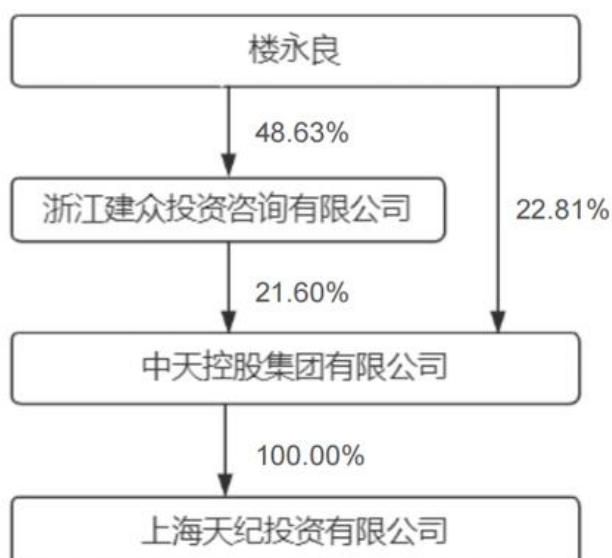 楼永良
48.63%
浙江建众投资咨询有限公司
22.81%
21.60%
中天控股集团有限公司
100.00%
上海天纪投资有限公司